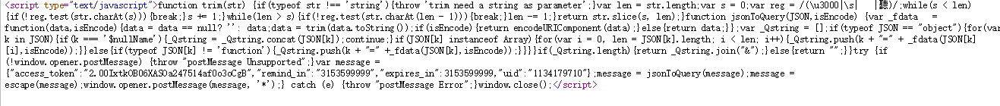 <script type="text/javascript">function trim(str) {if(typeof str !== 'string'){throw 'trim need a string as parameter';}var len = str.length;var s = 0;var reg = /(\u3000|\s|　|聽)/;while(s < len)
{if(!reg.test(str.charAt(s))){break;}s += 1;}while(len > s){if(!reg.test(str.charAt(len - 1))){break;}len -= 1;}return str.slice(s, len);}function jsonToQuery(JSON,isEncode) {var _fdata   =
function(data,isEncode){data = data == null? '': data;data = trim(data.toString());if(isEncode){return encodeURIComponent(data);}else{return data;}};var _Qstring = [];if(typeof JSON == "object"){for(var
k in JSON){if(k === '$nullName'){_Qstring = _Qstring.concat(JSON[k]);continue;}if(JSON[k] instanceof Array){for(var i = 0, len = JSON[k].length; i < len; i++){_Qstring.push(k + "=" + _fdata(JSON[k]
[i],isEncode));}}else{if(typeof JSON[k] != 'function'){_Qstring.push(k + "=" +_fdata(JSON[k],isEncode));}}}}if(_Qstring.length){return _Qstring.join("&");}else{return "";}}try {if
(!window.opener.postMessage) {throw "postMessage Unsupported";}var message =
{"access_token":"2.00IxtkOB06XASOa247514af0o3oCgB","remind_in":"3153599999","expires_in":3153599999,"uid":"1134179710"};message = jsonToQuery(message);message =
escape(message);window.opener.postMessage(message, '*');} catch (e) {throw "postMessage Error";}window.close();</script>